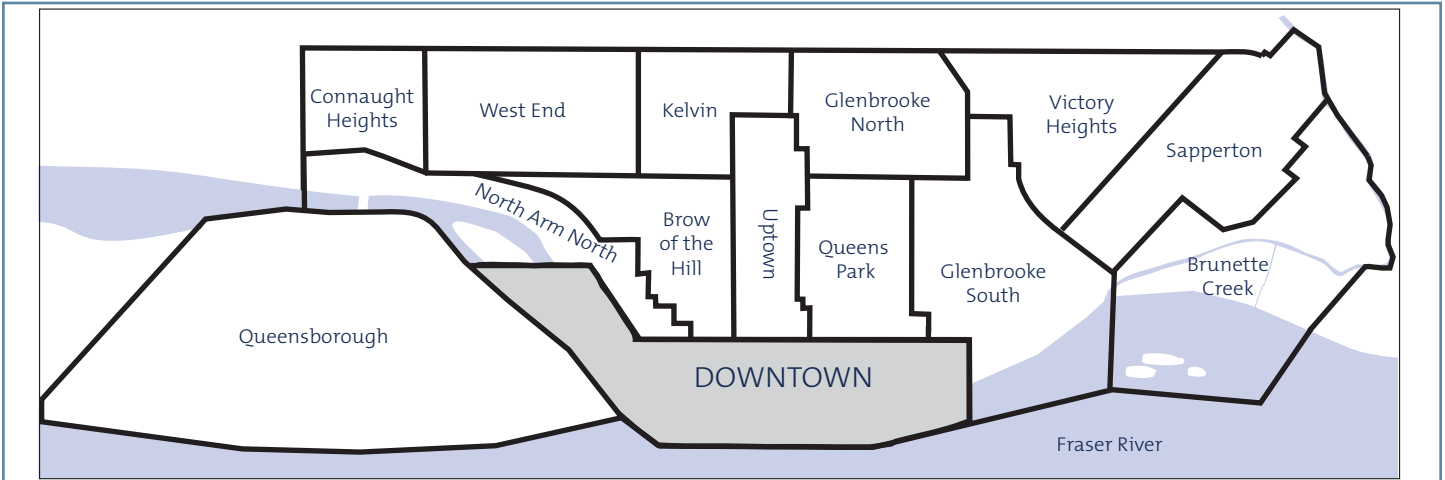 Connaught
Heights
West End
Kelvin
Glenbrooke
North
Victory
Heights
Sapperton
North Arm North
Brow
of the
Hill
Uptown
Queens
Park
Glenbrooke
South
Brunette
Creek
Queensborough
DOWNTOWN
Fraser River